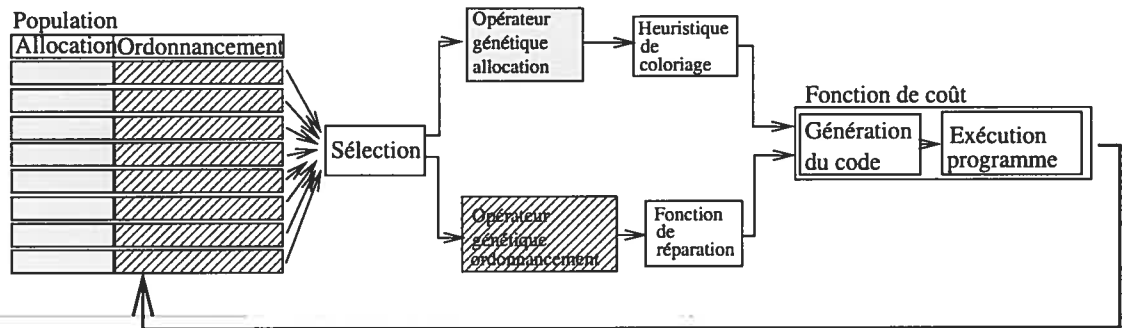 Population
Allocation Ordonnancement
Sélection
Opérateur
génétique
allocation
Heuristique
de
coloriage
Opérateur
génétique
ordonnancement
Fonction
de
réparation
Fonction de coût
Génération
du code
Exécution
programme